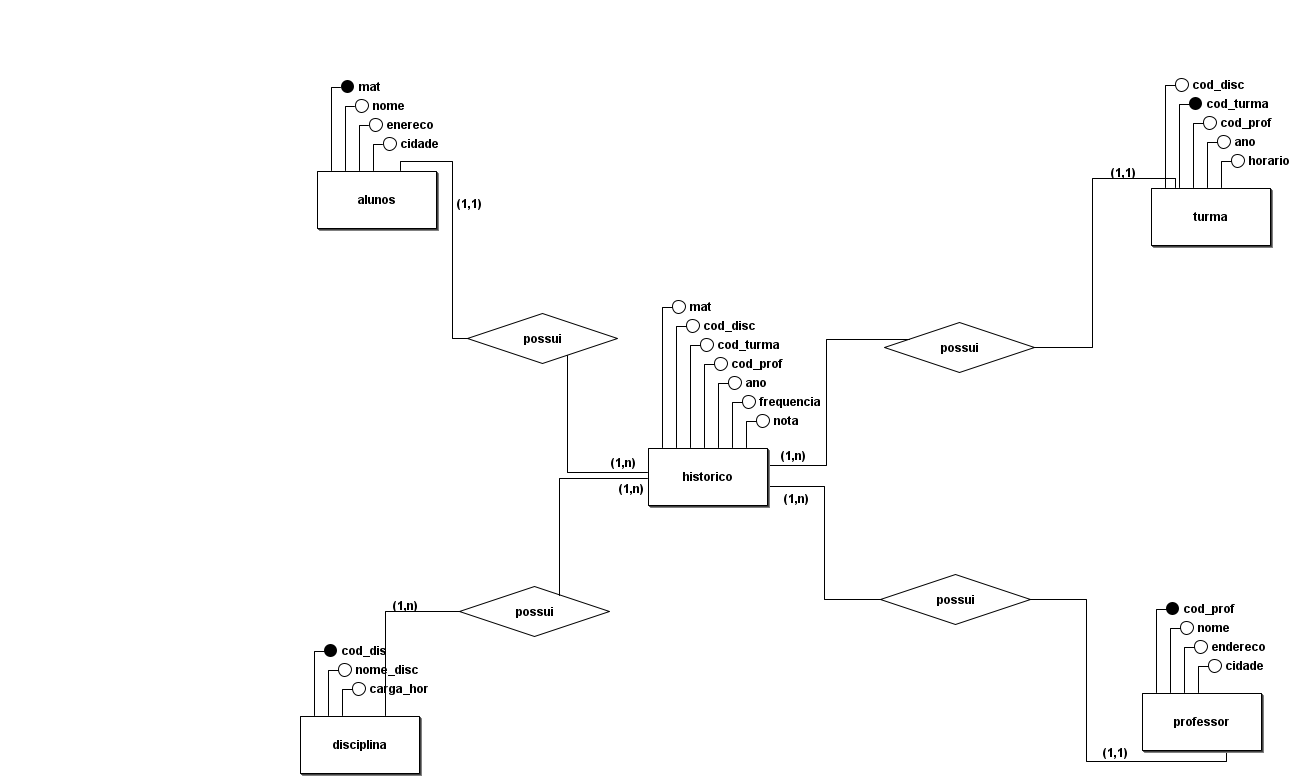 mat
nome
enereco
cidade
alunos
(1,1)
cod_disc
cod_turma
cod_prof
ano
horario
(1,1)
turma
possui
mat
cod_disc
cod_turma
cod_prof
ano
frequencia
nota
possui
(1,n)
(1,n)
historico
(1,n)
(1,n)
(1,n)
possui
cod_dis
nome_disc
carga_hor
disciplina
possui
cod_prof
nome
endereco
cidade
professor
(1,1)